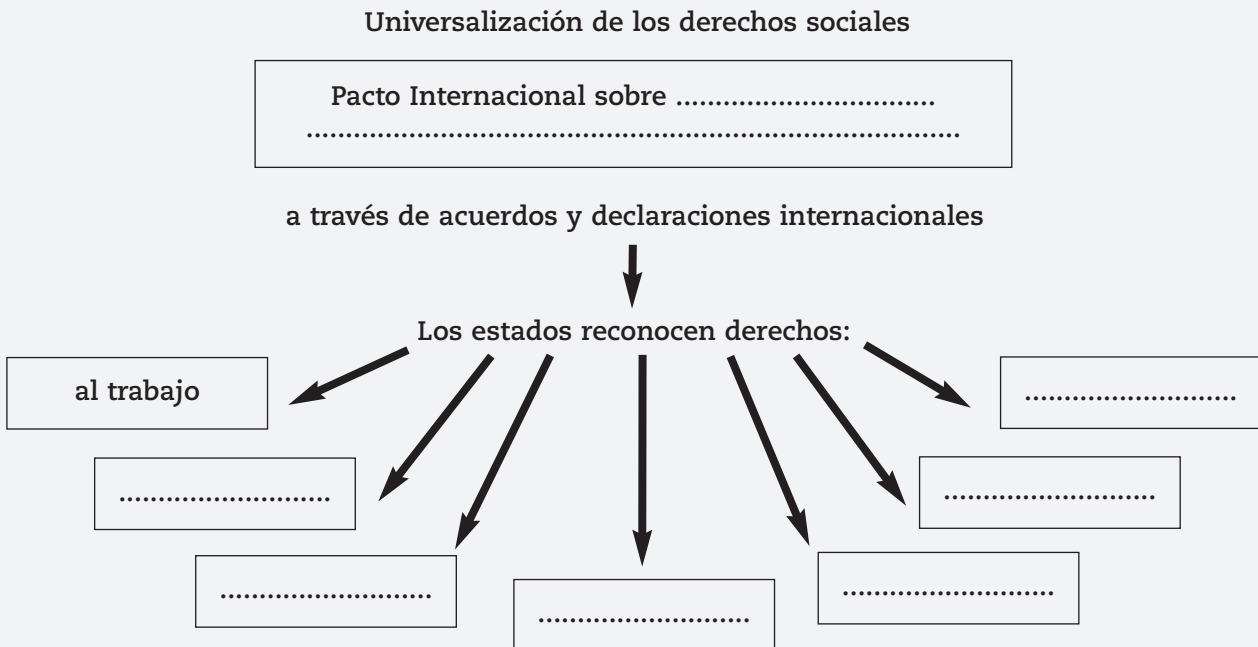 Universalización de los derechos sociales
Pacto Internacional sobre ..................................
......................................................................................
a través de acuerdos y declaraciones internacionales
Los estados reconocen derechos:
al trabajo
............................
............................
............................
............................
............................
............................